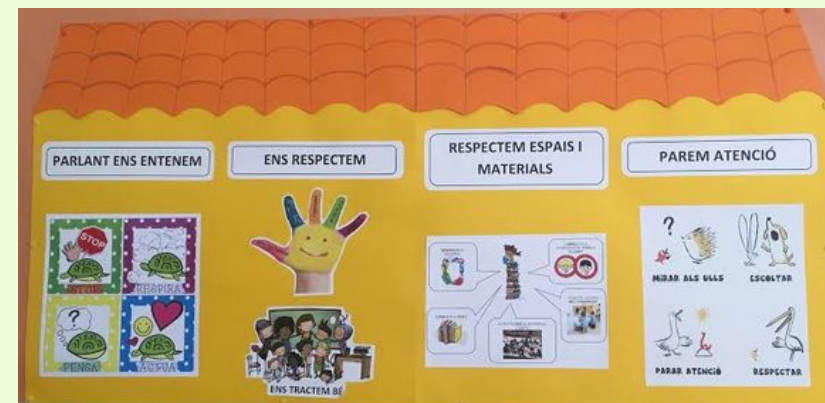 PARLANT ENS ENTENEM
ENS RESPECTEM
RESPECTEM ESPAIS I
MATERIALS
PAREM ATENCIÓ
STOP
STOP
RESPIRA
PENSA
ACTUA
ENS TRACTEM BÉ
MIRAR ALS ULLS
ESCOLTAR
PARAR ATENCIÓ
RESPECTAR